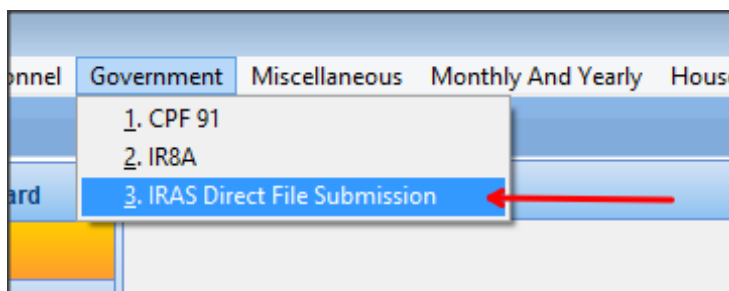 Government Miscellaneous Monthly And Yearly
1. CPF 91
2. IR8A
3. IRAS Direct File Submission